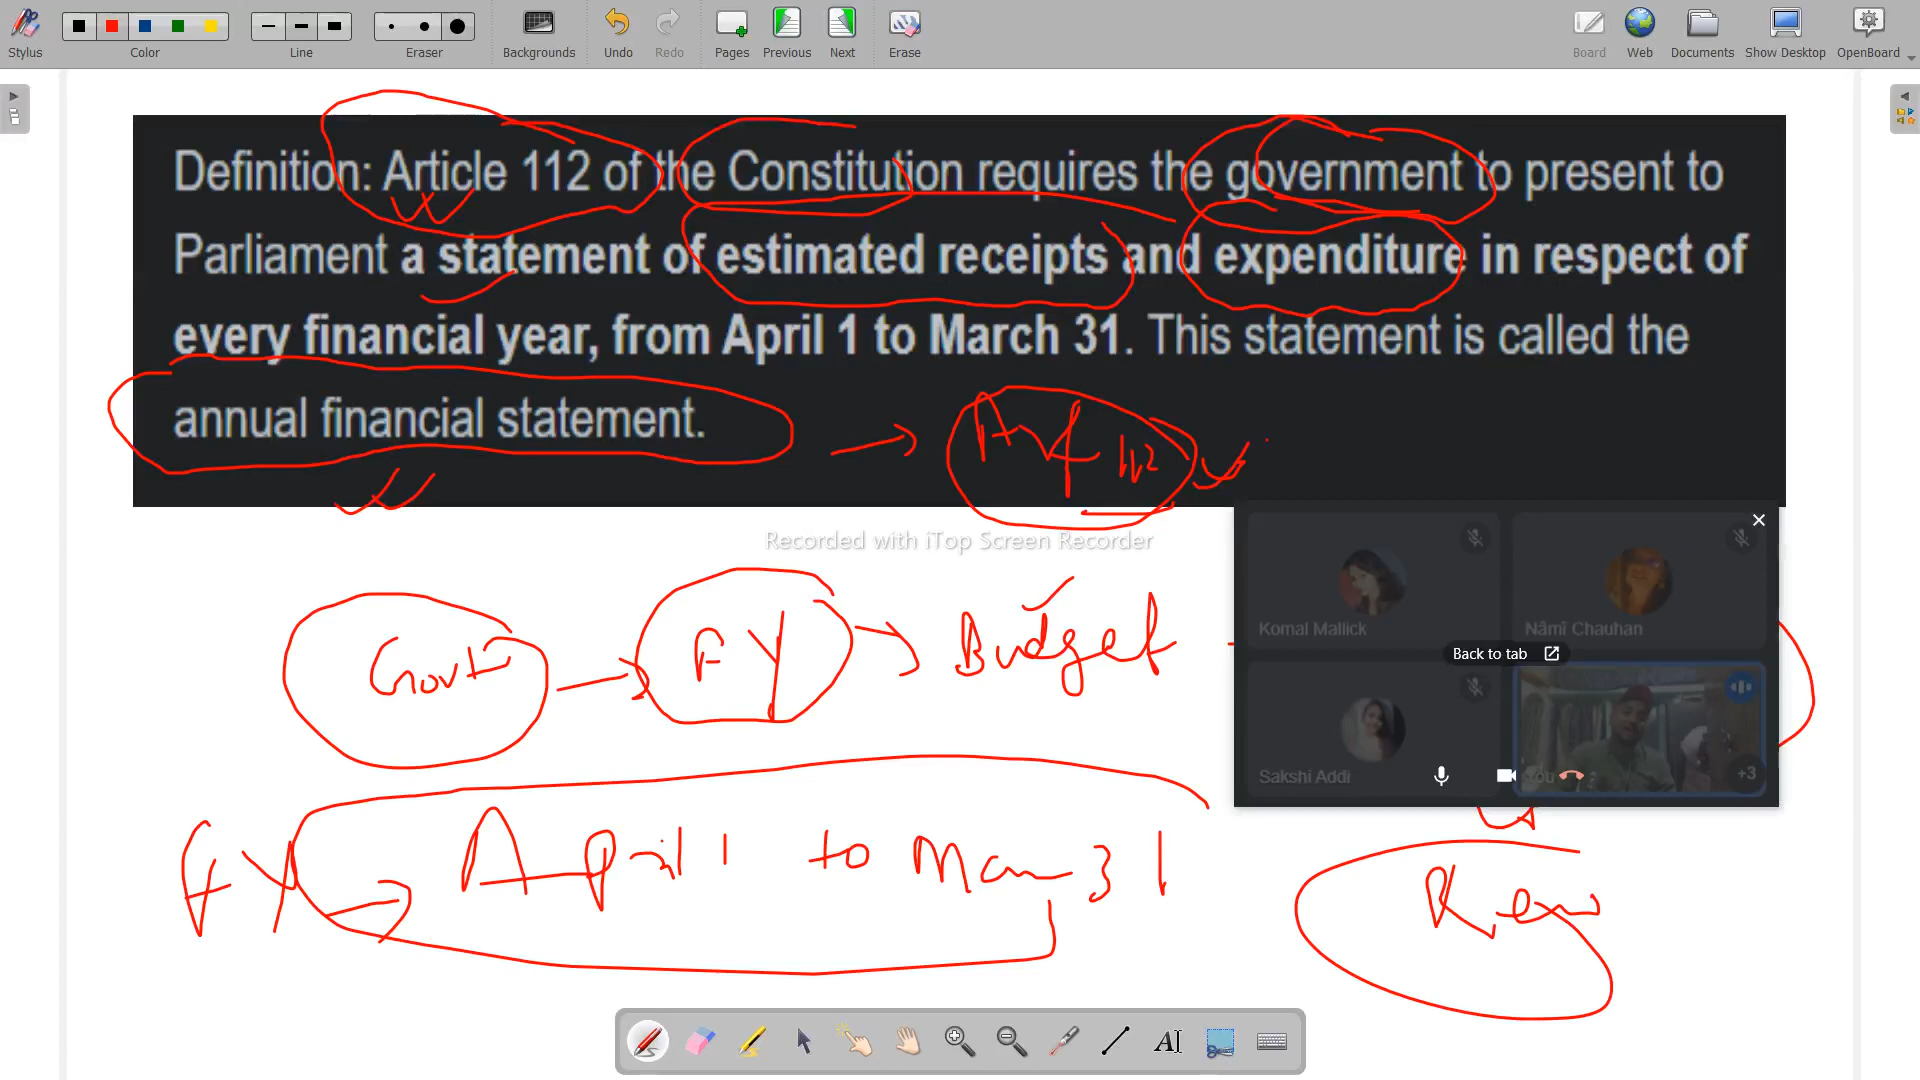 Stylus
Color
Line
Eraser
Backgrounds
Undo
Redo
Pages
Previous
Next
Erase
Board
Web
Documents
Show Desktop
OpenBoard
Definition: Article 112 of the Constitution requires the government to present to
Parliament a statement of estimated receipts and expenditure in respect of
every financial year, from April 1 to March 31. This statement is called the
annual financial statement.
112
Recorded with iTop Screen Recorder
Govt
FY
Budget
Komal Mallick
Nâmî Chauhan
Back to tab
Sakshi Addi
You
+3
FY
April 1 to Mar 31